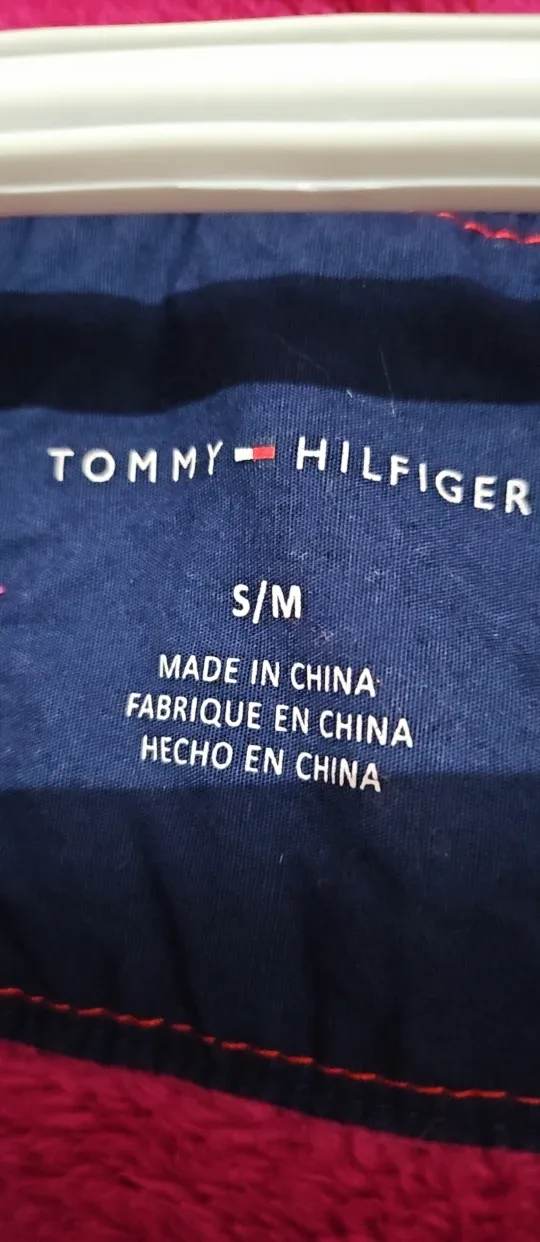 TOMMY HILFIGER
S/M
MADE IN CHINA
FABRIQUE EN CHINA
HECHO EN CHINA